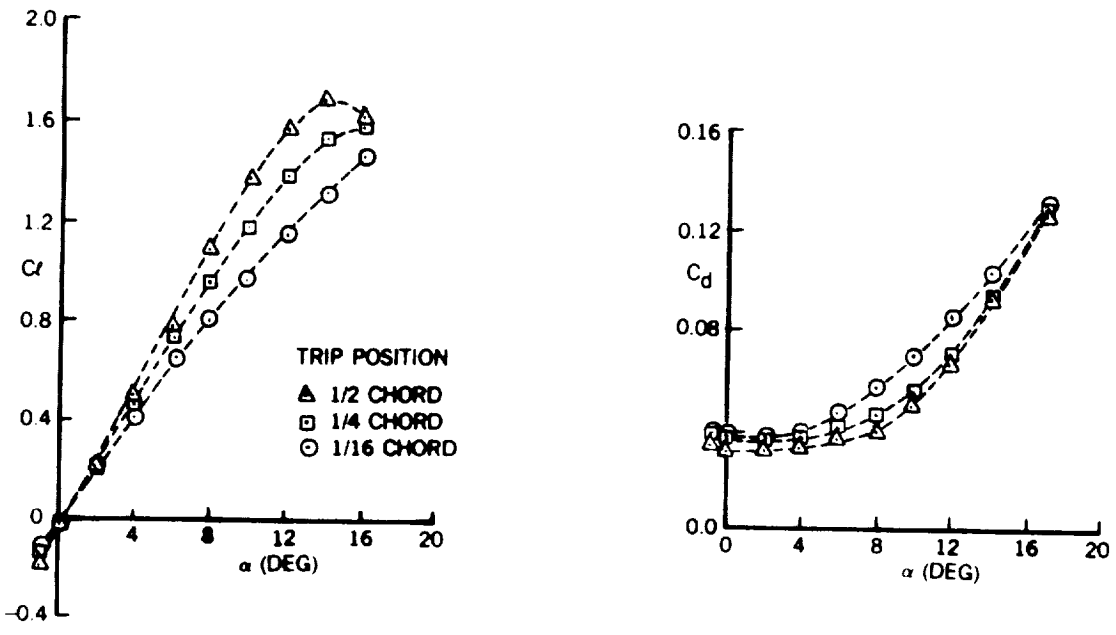 2.0
1.6
1.2
Cℓ
0.8
0.4
0
-0.4
4
8
12
16
20
α (DEG)
TRIP POSITION
1/2 CHORD
1/4 CHORD
1/16 CHORD
0.16
0.12
Cd
0.08
0.0
0
4
8
12
16
20
α (DEG)